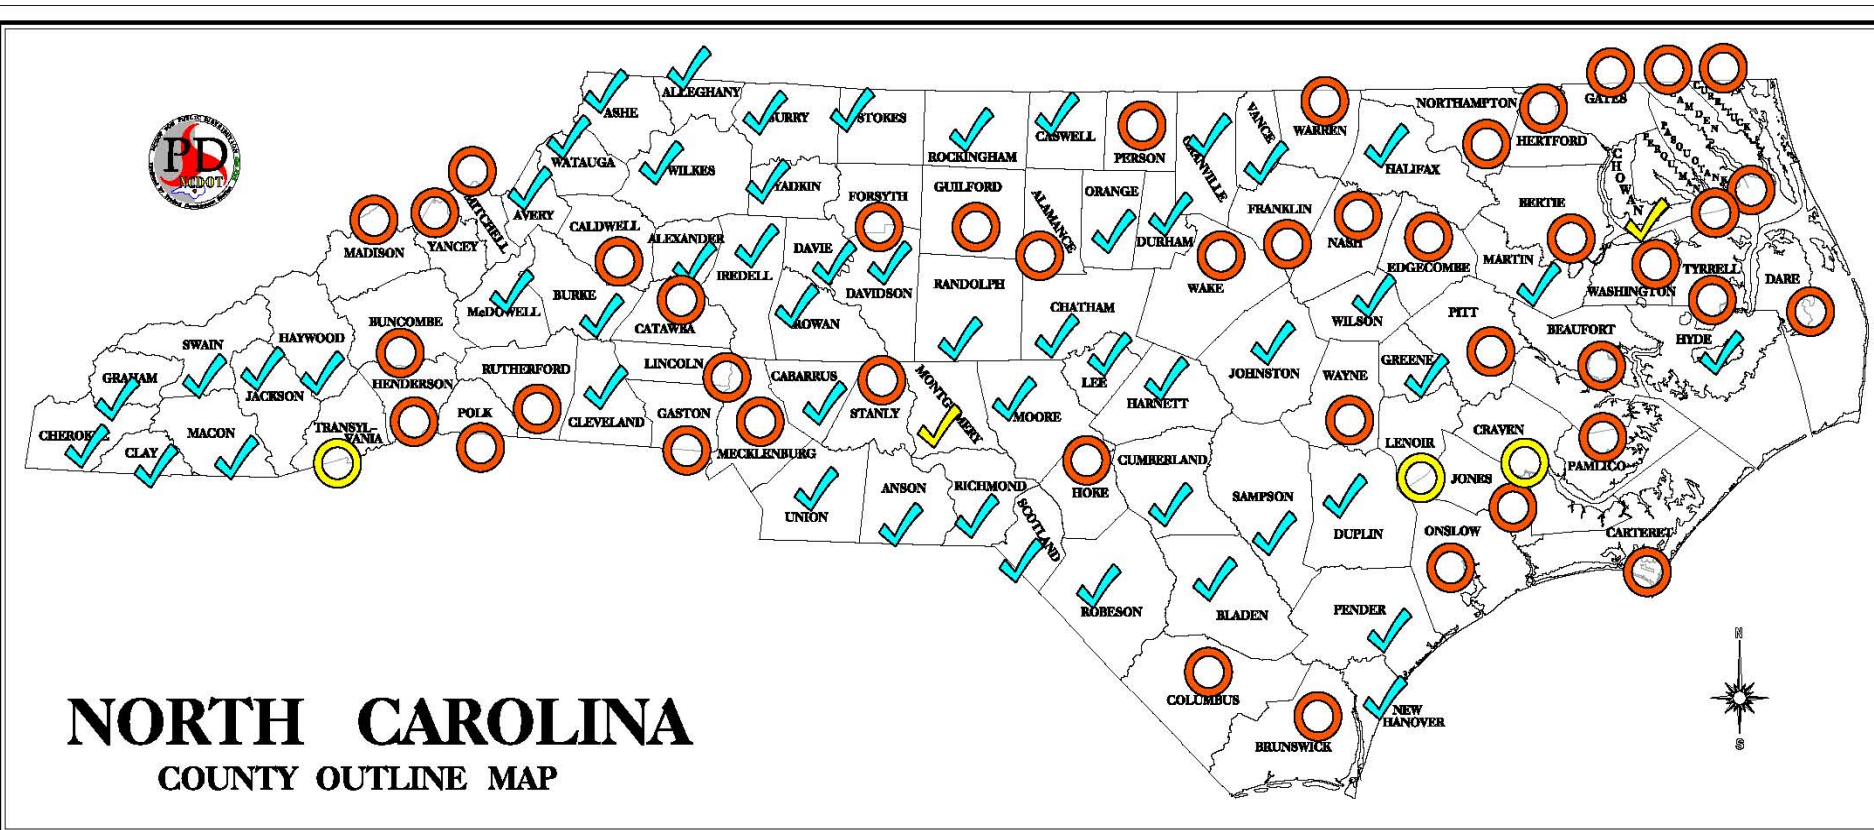 PD
NCDOT
ASHE
ALLEGHANY
SURRY
STOKES
ROCKINGHAM
CASWELL
PERSON
GRANVILLE
VANCE
WARREN
NORTHAMPTON
HERTFORD
GATES
CAMDEN
CURRITUCK
PASQUOTANK
PERQUIMANS
CHOWAN
WATAUGA
WILKES
YADKIN
FORSYTH
GUILFORD
ALAMANCE
ORANGE
DURHAM
FRANKLIN
HALIFAX
BERTIE
MADISON
YANCEY
MITCHELL
AVERY
CALDWELL
ALEXANDER
IREDELL
DAVIE
DAVIDSON
RANDOLPH
CHATHAM
WAKE
NASH
EDGECOMBE
MARTIN
WASHINGTON
TYRRELL
DARE
McDOWELL
BURKE
CATAWBA
ROWAN
WILSON
PITT
BEAUFORT
HYDE
SWAIN
HAYWOOD
BUNCOMBE
GRAHAM
JACKSON
HENDERSON
RUTHERFORD
LINCOLN
CABARRUS
STANLY
MONTGOMERY
MOORE
LEE
HARNETT
JOHNSTON
WAYNE
GREENE
CHEROKEE
CLAY
MACON
TRANSYL-
VANIA
POLK
CLEVELAND
GASTON
MECKLENBURG
HOKE
CUMBERLAND
LENOIR
CRAVEN
JONES
PAMLICO
UNION
ANSON
RICHMOND
SCOTLAND
SAMPSON
DUPLIN
ONSLOW
CARTERET
ROBESON
BLADEN
PENDER
COLUMBUS
BRUNSWICK
NEW
HANOVER
N
S
NORTH CAROLINA
COUNTY OUTLINE MAP